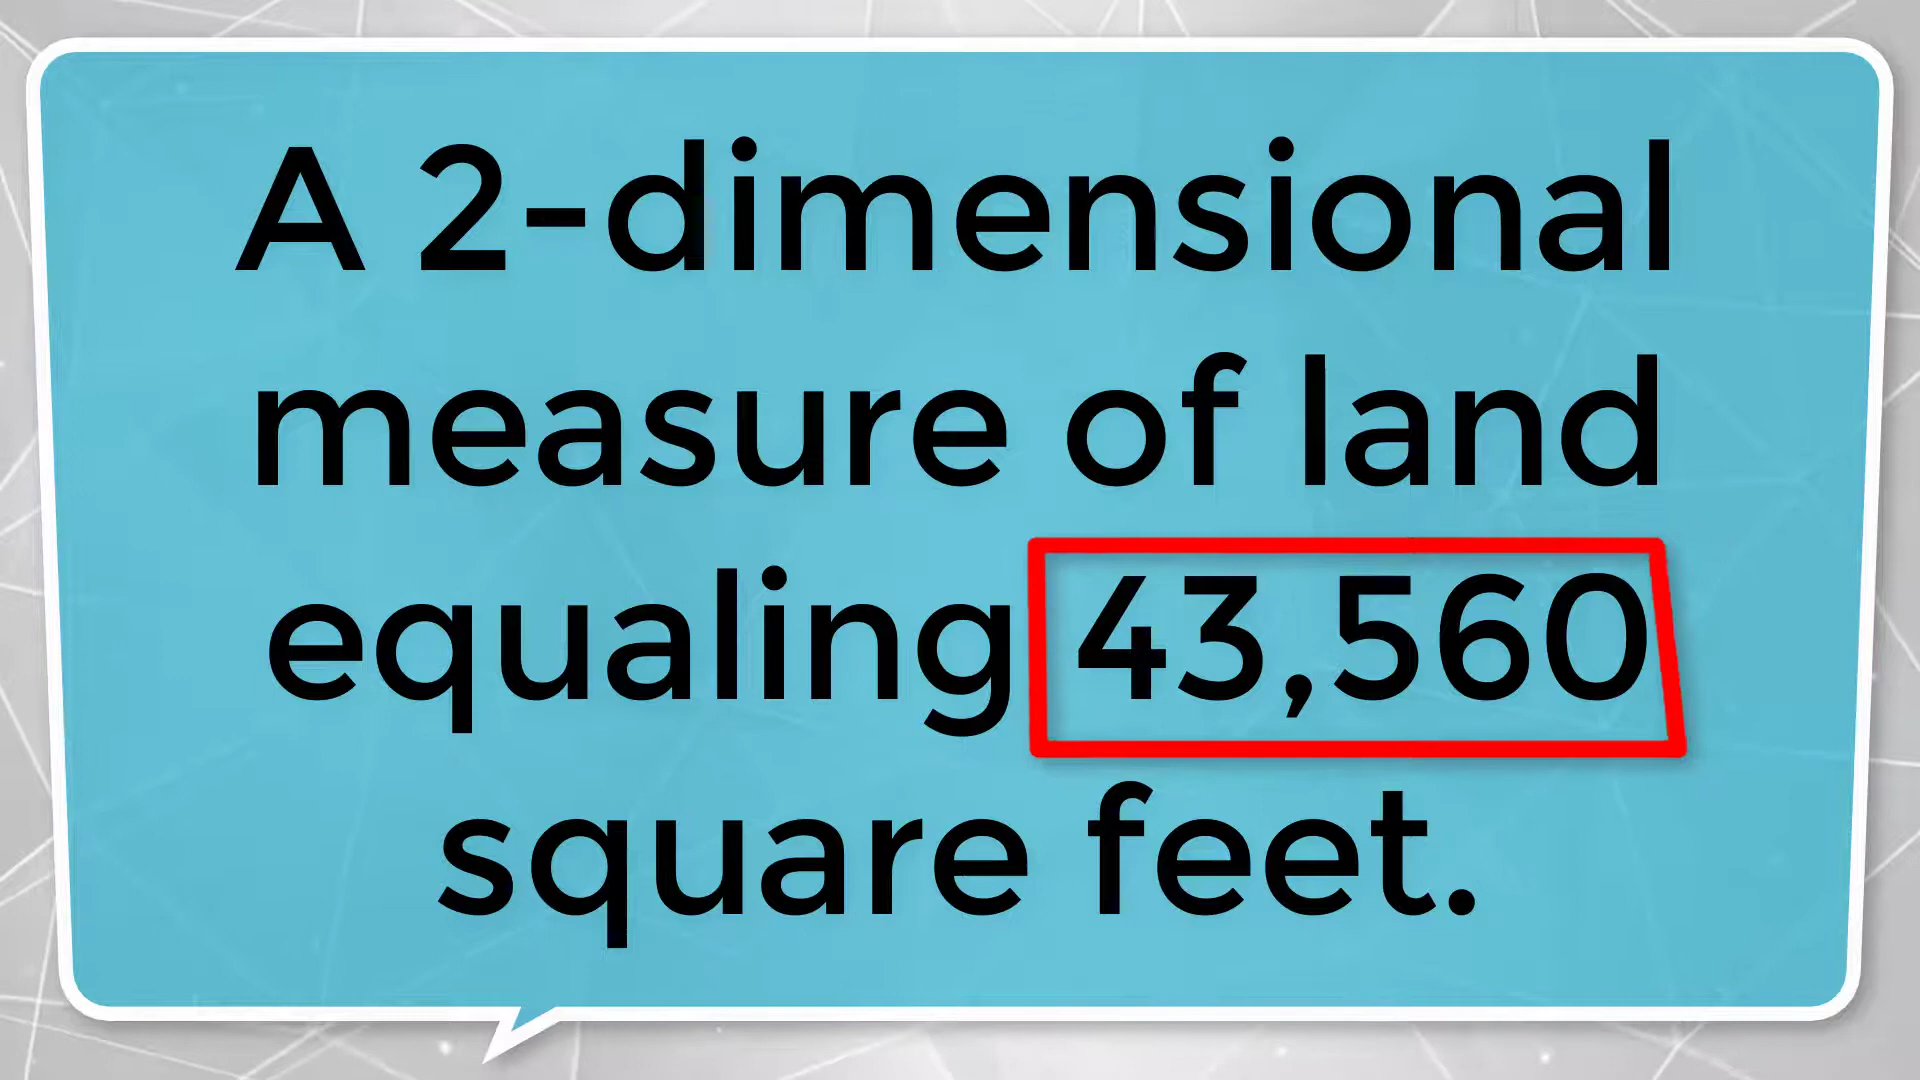 A 2-dimensional
measure of land
equaling 43,560
square feet.